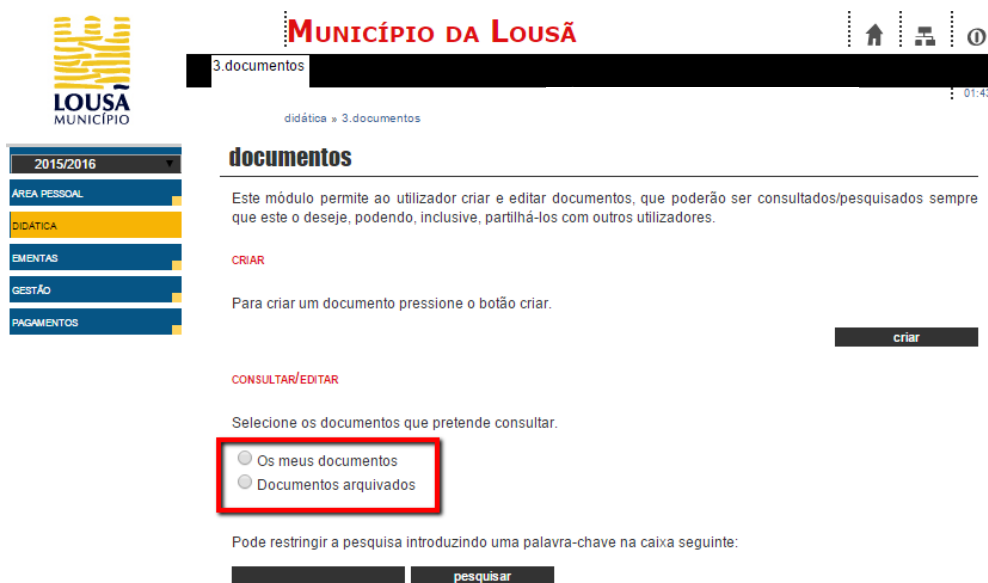 LOUSÃ
MUNICÍPIO
MUNICÍPIO DA LOUSÃ
3.documentos
01:43
didática » 3.documentos
2015/2016
ÁREA PESSOAL
DIDÁTICA
EMENTAS
GESTÃO
PAGAMENTOS
documentos
Este módulo permite ao utilizador criar e editar documentos, que poderão ser consultados/pesquisados sempre
que este o deseje, podendo, inclusive, partilhá-los com outros utilizadores.
CRIAR
Para criar um documento pressione o botão criar.
criar
CONSULTAR/EDITAR
Selecione os documentos que pretende consultar.
Os meus documentos
Documentos arquivados
Pode restringir a pesquisa introduzindo uma palavra-chave na caixa seguinte:
pesquisar